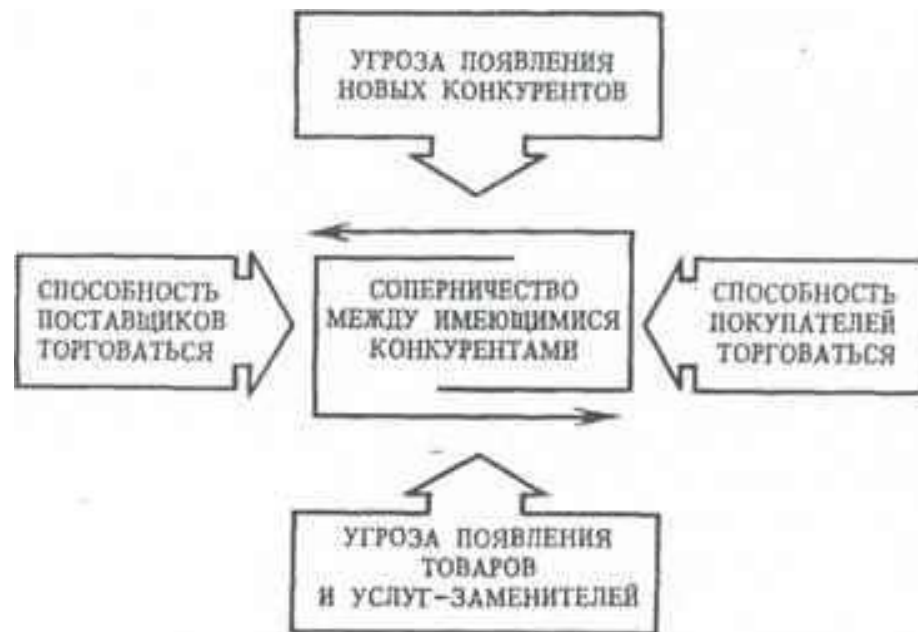 УГРОЗА ПОЯВЛЕНИЯ
НОВЫХ КОНКУРЕНТОВ
СПОСОБНОСТЬ
ПОСТАВЩИКОВ
ТОРГОВАТЬСЯ
СОПЕРНИЧЕСТВО
МЕЖДУ ИМЕЮЩИМИСЯ
КОНКУРЕНТАМИ
СПОСОБНОСТЬ
ПОКУПАТЕЛЕЙ
ТОРГОВАТЬСЯ
УГРОЗА ПОЯВЛЕНИЯ
ТОВАРОВ
И УСЛУГ-ЗАМЕНИТЕЛЕЙ